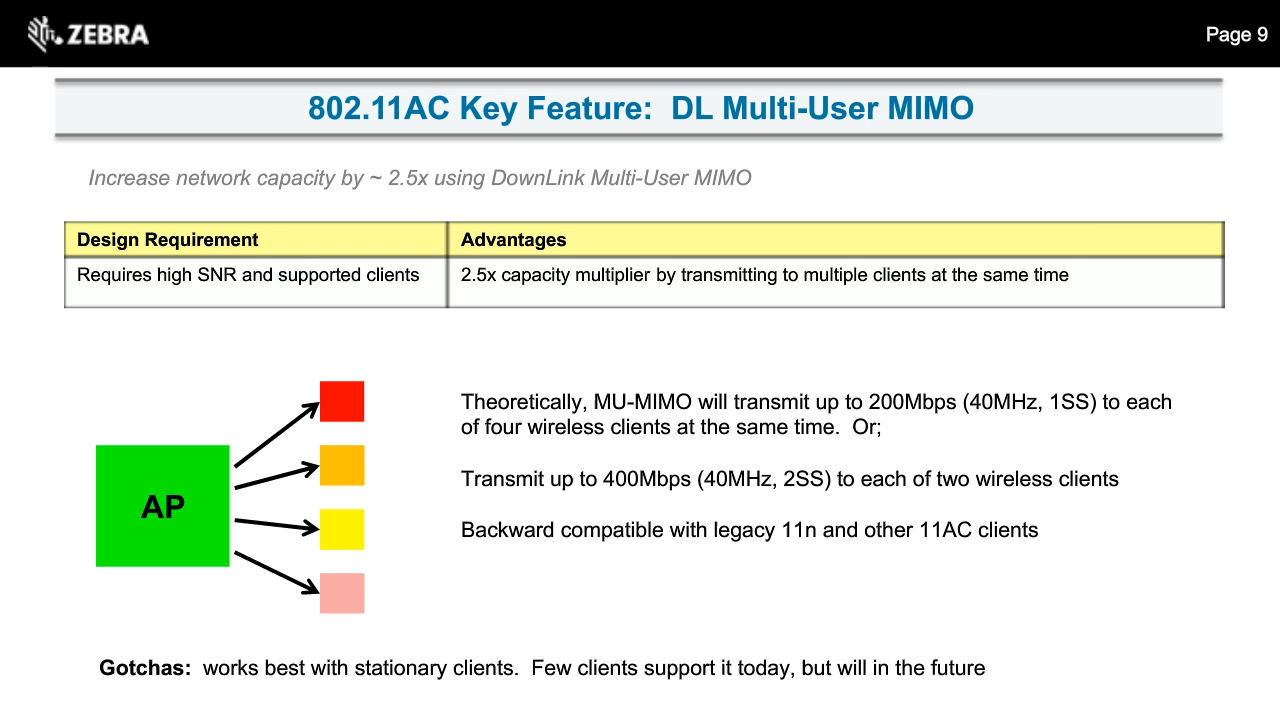 ZEBRA
Page 9
802.11AC Key Feature:  DL Multi-User MIMO
Increase network capacity by ~ 2.5x using DownLink Multi-User MIMO
Design Requirement
Advantages
Requires high SNR and supported clients
2.5x capacity multiplier by transmitting to multiple clients at the same time
AP
Theoretically, MU-MIMO will transmit up to 200Mbps (40MHz, 1SS) to each
of four wireless clients at the same time.  Or;
Transmit up to 400Mbps (40MHz, 2SS) to each of two wireless clients
Backward compatible with legacy 11n and other 11AC clients
Gotchas:  works best with stationary clients.  Few clients support it today, but will in the future